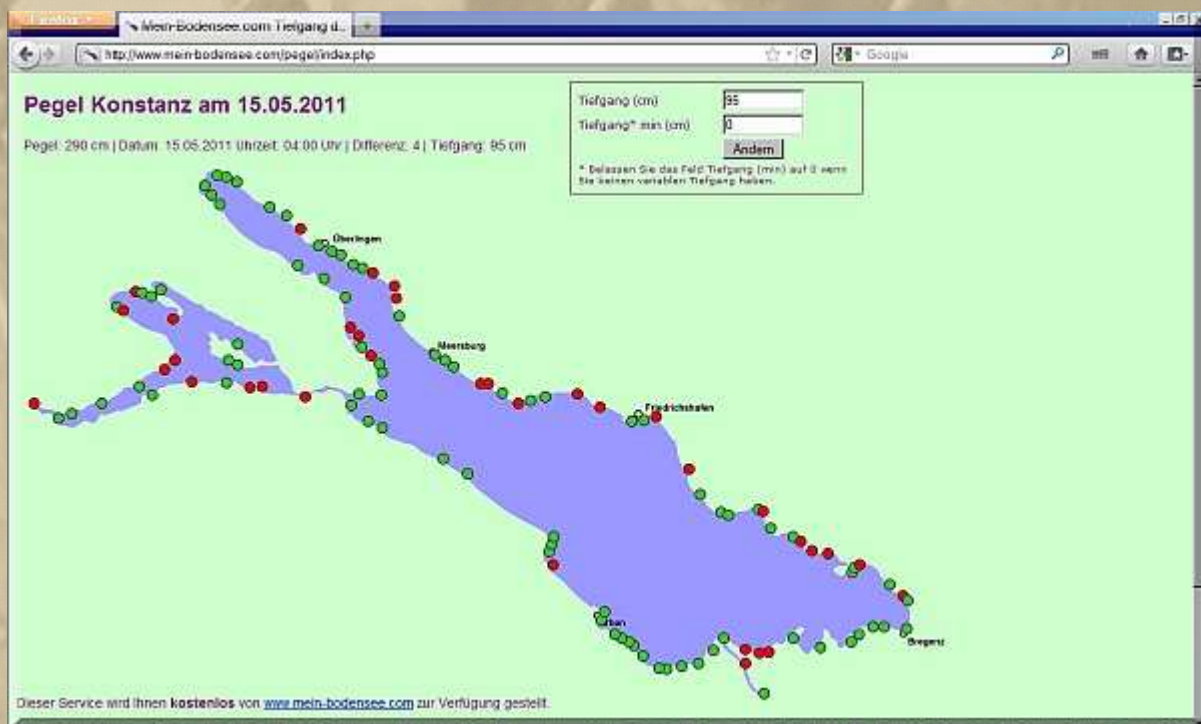 Mein-Bodensee.com Tiefgang d..
http://www.mein-bodensee.com/pegel/index.php
Google
Pegel Konstanz am 15.05.2011
Pegel: 290 cm | Datum: 15.05.2011 Uhrzeit: 04:00 Uhr | Differenz: 4 | Tiefgang: 95 cm
Tiefgang (cm) 95
Tiefgang* min (cm) 0
Ändern
* Belassen Sie das Feld Tiefgang (min) auf 0 wenn
Sie keinen variablen Tiefgang haben.
Überlingen
Meersburg
Friedrichshafen
Bregenz
Dieser Service wird Ihnen kostenlos von www.mein-bodensee.com zur Verfügung gestellt.